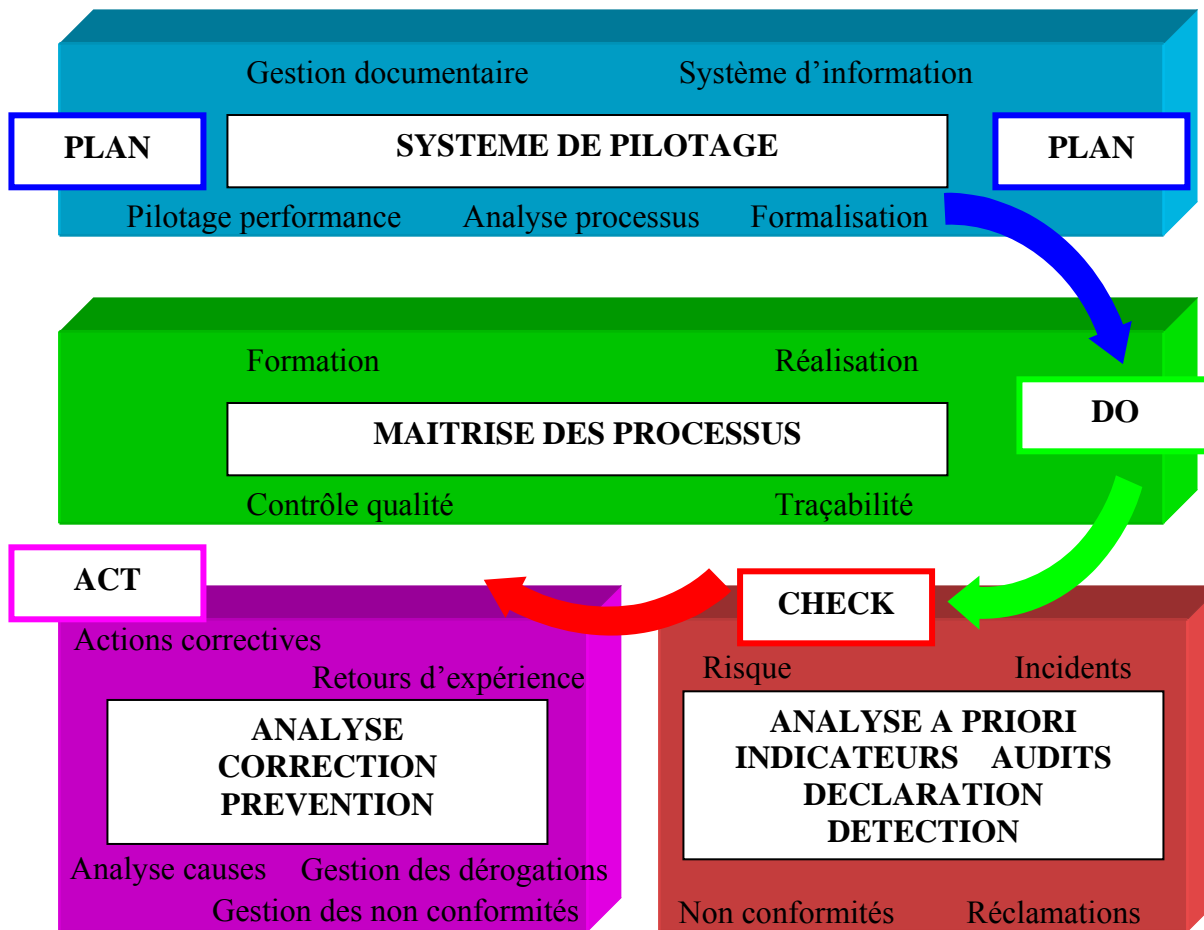 Gestion documentaire
Système d'information
PLAN
SYSTEME DE PILOTAGE
PLAN
Pilotage performance
Analyse processus
Formalisation
Formation
Réalisation
MAITRISE DES PROCESSUS
DO
Contrôle qualité
Traçabilité
ACT
CHECK
Actions correctives
Retours d'expérience
ANALYSE
CORRECTION
PREVENTION
Analyse causes
Gestion des dérogations
Gestion des non conformités
Risque
Incidents
ANALYSE A PRIORI
INDICATEURS AUDITS
DECLARATION
DETECTION
Non conformités
Réclamations